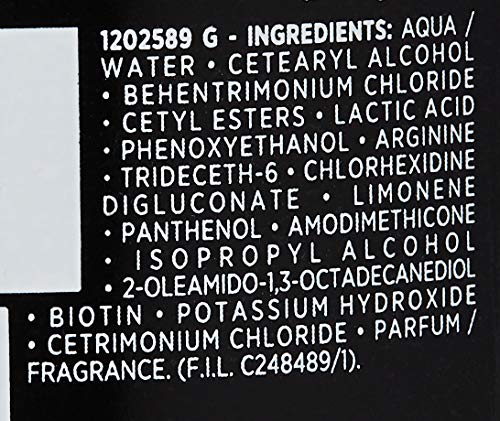 1202589 G - INGREDIENTS: AQUA /
WATER • CETEARYL ALCOHOL
• BEHENTRIMONIUM CHLORIDE
• CETYL ESTERS • LACTIC ACID
• PHENOXYETHANOL • ARGININE
• TRIDECETH-6 • CHLORHEXIDINE
DIGLUCONATE • LIMONENE
• PANTHENOL • AMODIMETHICONE
• ISOPROPYL ALCOHOL
• 2-OLEAMIDO-1,3-OCTADECANEDIOL
• BIOTIN • POTASSIUM HYDROXIDE
• CETRIMONIUM CHLORIDE • PARFUM /
FRAGRANCE. (F.I.L. C248489/1).